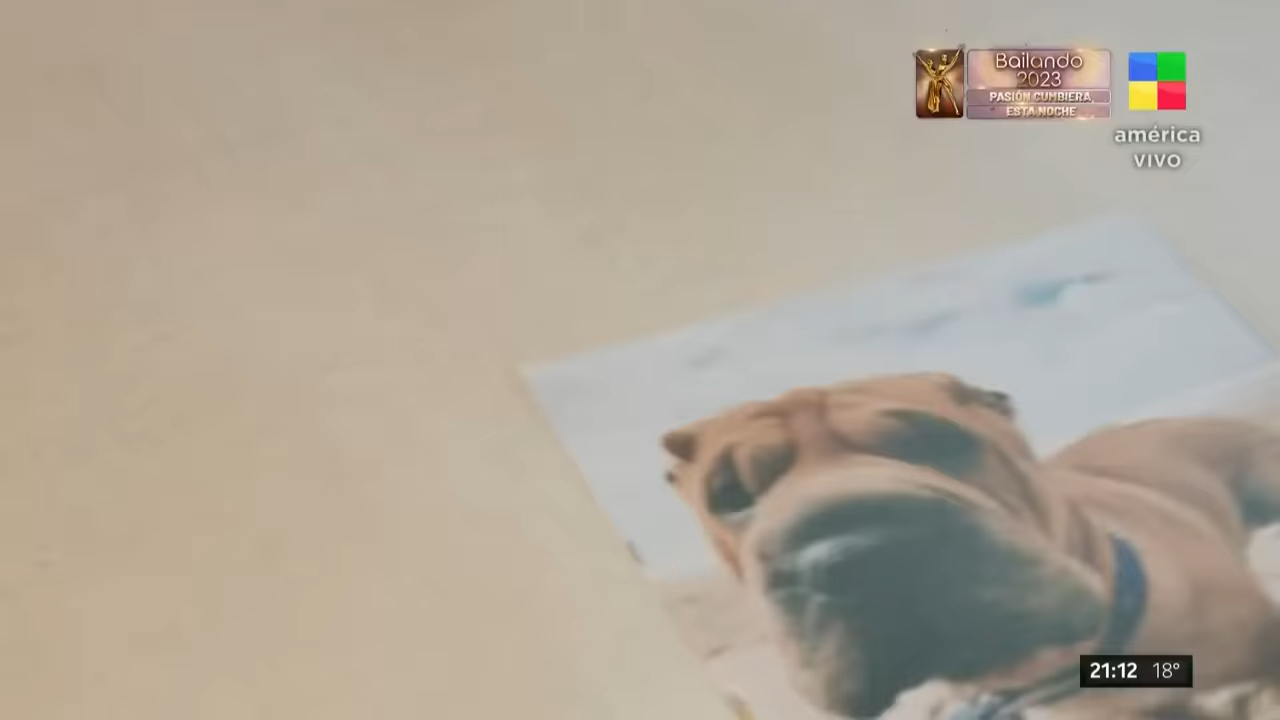 Bailando
2023
PASIÓN CUMBIERA,
ESTA NOCHE
américa
VIVO
21:12 18°